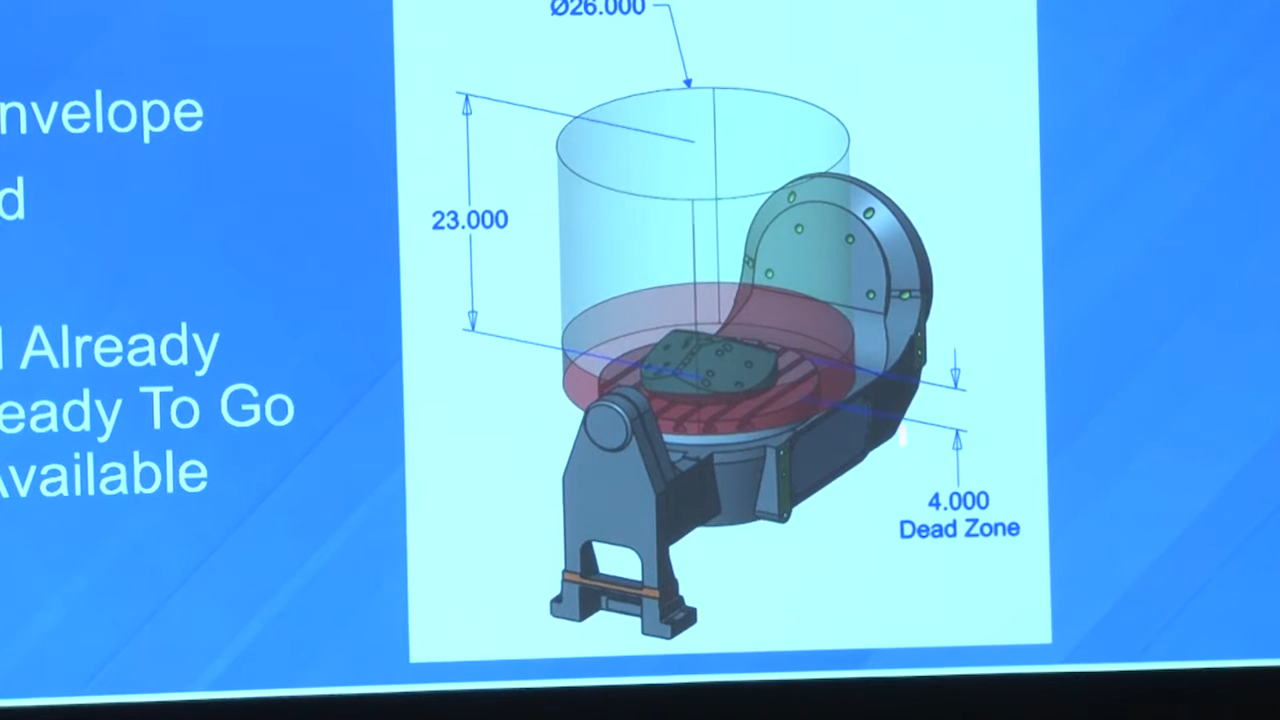 nvelope
d
Already
eady To Go
Available
Ø26.000
23.000
4.000
Dead Zone